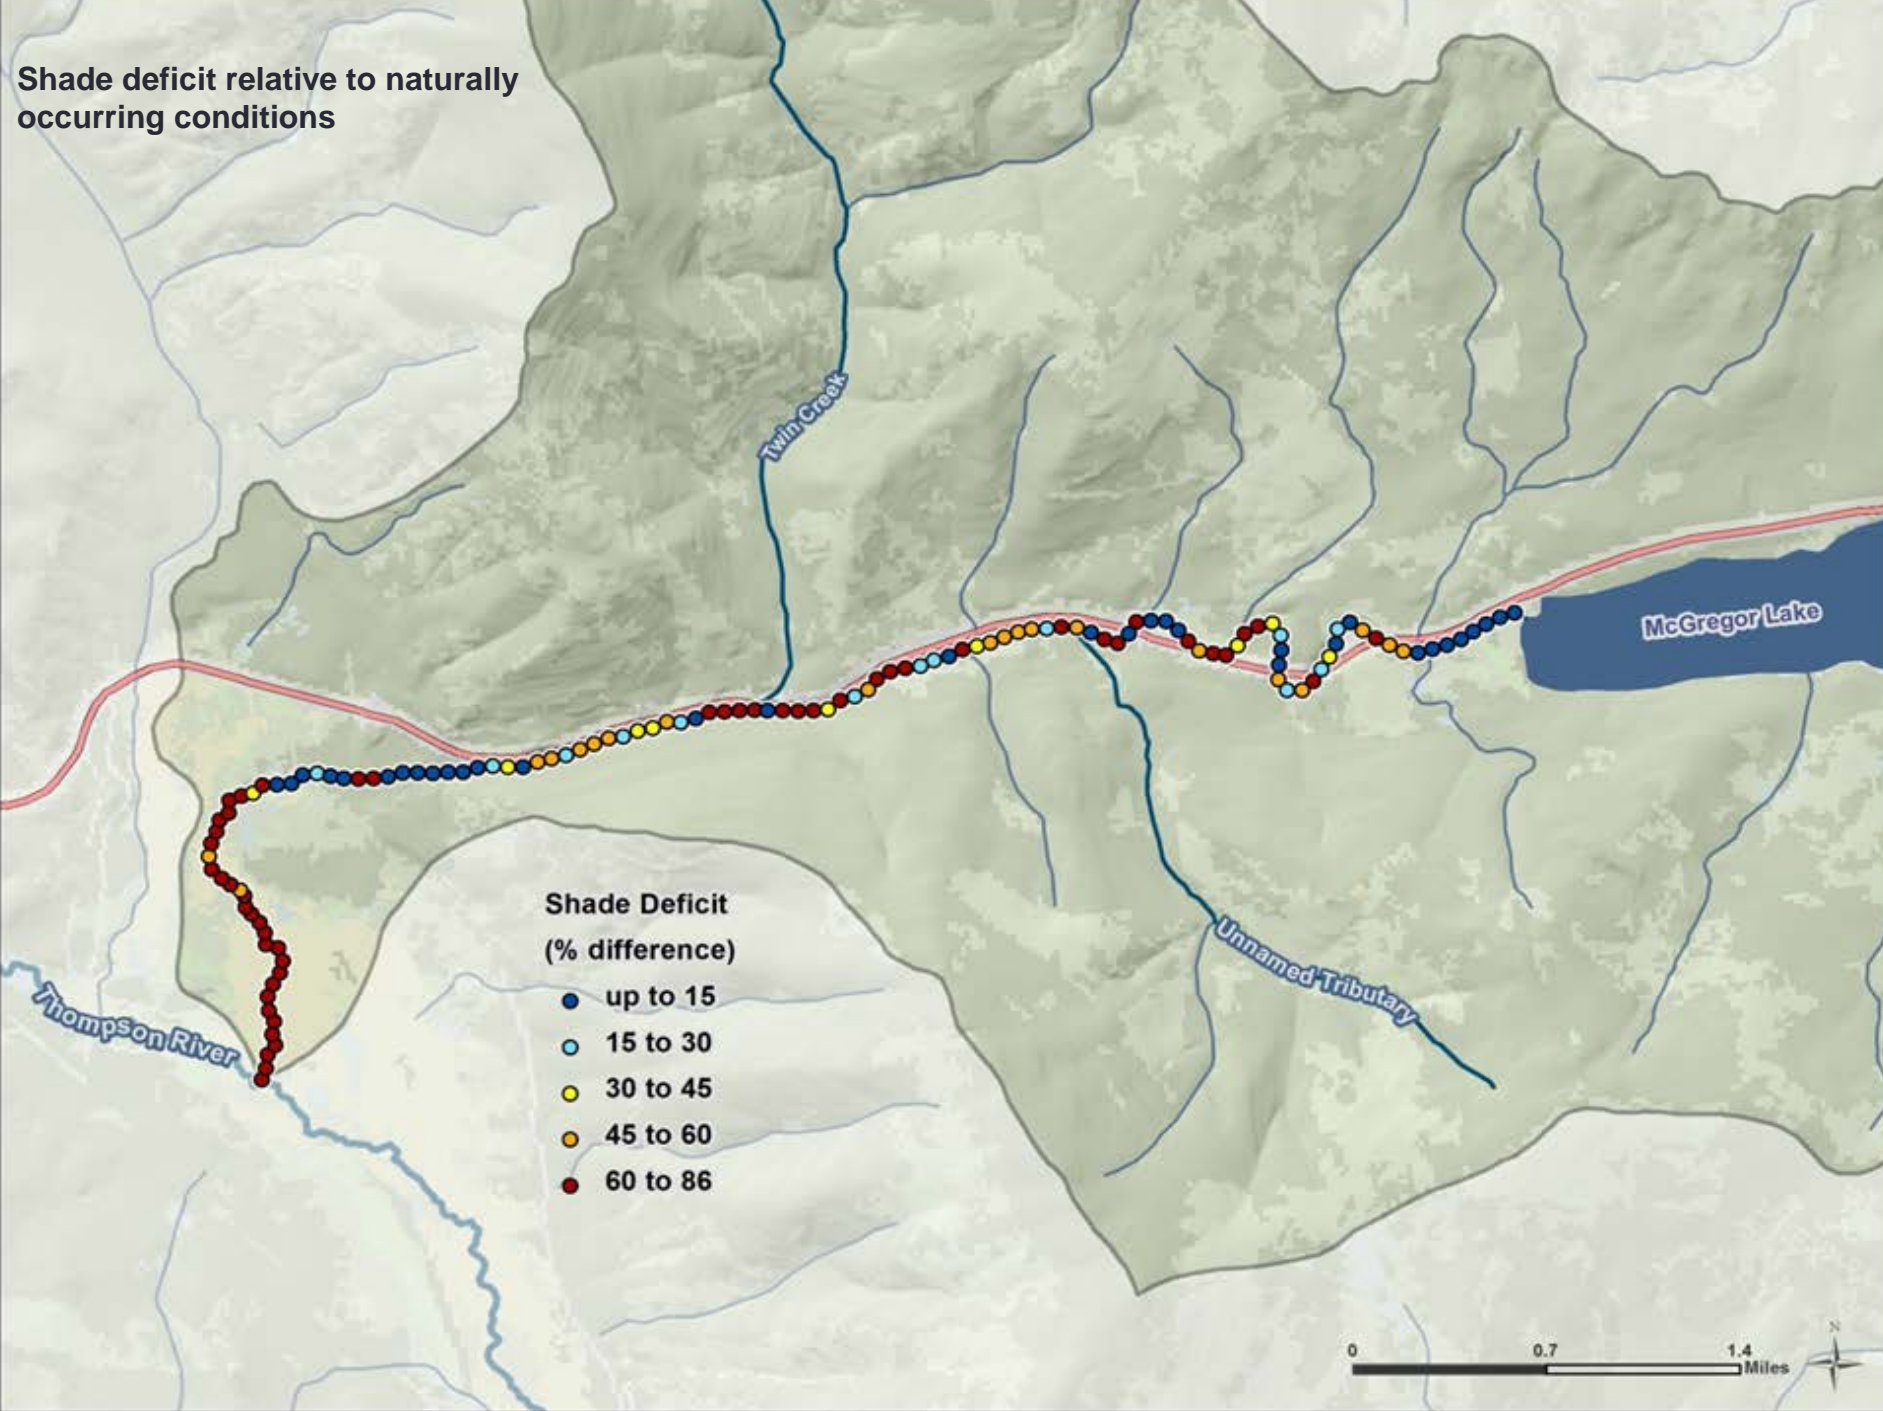 Shade deficit relative to naturally
occurring conditions
Twin Creek
McGregor Lake
Shade Deficit
(% difference)
up to 15
15 to 30
30 to 45
45 to 60
60 to 86
Unnamed Tributary
Thompson River
N
0 0.7 1.4
Miles